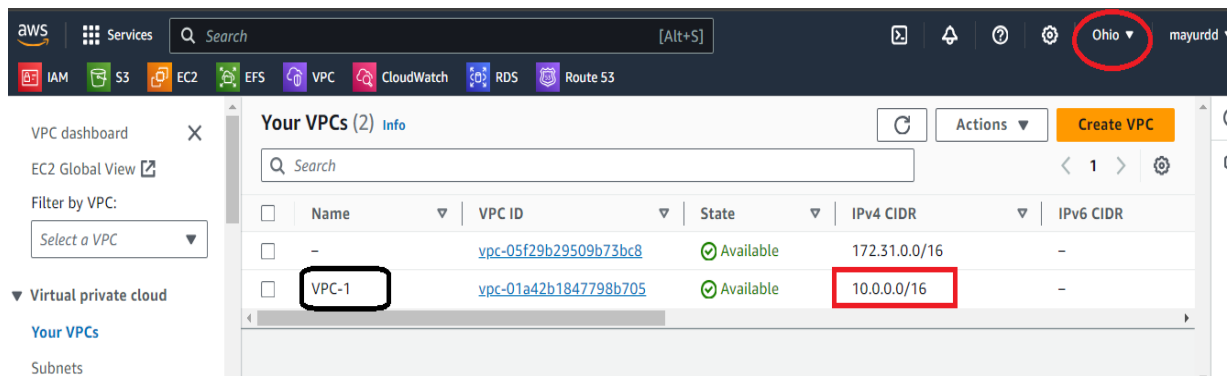 aws Services Search [Alt+S] Ohio mayurdd
IAM S3 EC2 EFS VPC CloudWatch RDS Route 53
VPC dashboard
EC2 Global View
Filter by VPC:
Select a VPC
Virtual private cloud
Your VPCs
Subnets
Your VPCs (2) Info
Actions
Create VPC
Search
1
Name VPC ID State IPv4 CIDR IPv6 CIDR
– vpc-05f29b29509b73bc8 Available 172.31.0.0/16 –
VPC-1 vpc-01a42b1847798b705 Available 10.0.0.0/16 –